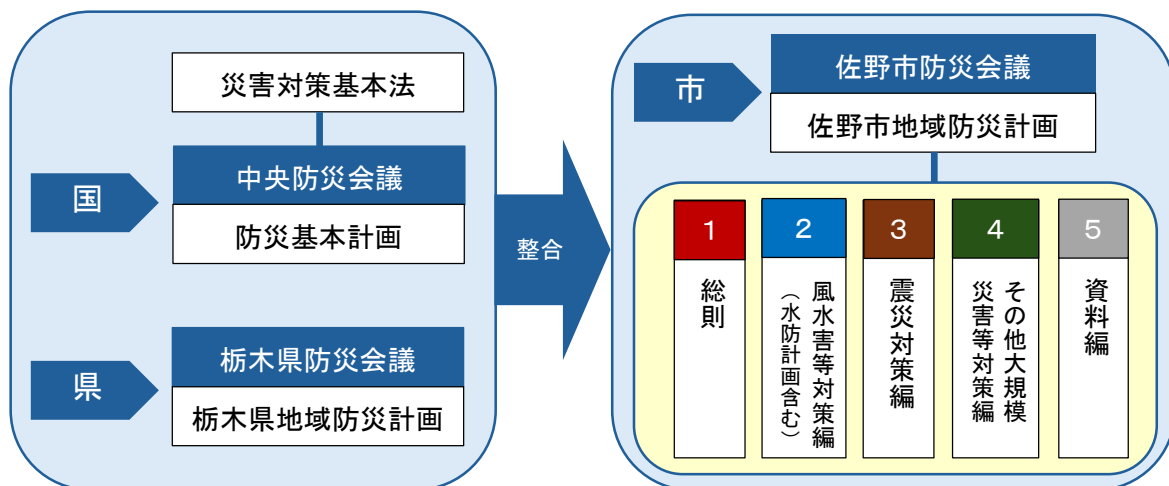 災害対策基本法
国
中央防災会議
防災基本計画
県
栃木県防災会議
栃木県地域防災計画
整合
市
佐野市防災会議
佐野市地域防災計画
1
総則
2
風水害等対策編
（水防計画含む）
3
震災対策編
4
その他大規模
災害等対策編
5
資料編